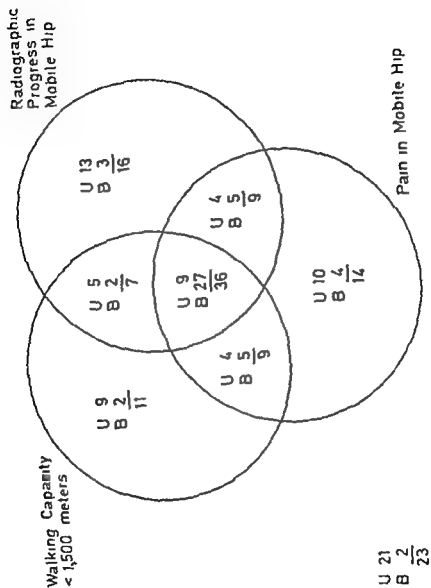 Walking Capacity
< 1,500 meters
Radiographic
Progress in
Mobile Hip
U 9
B 2
11
U 5
B 2
7
U 13
B 3
16
U 9
B 27
36
U 4
B 5
9
U 4
B 5
9
U 10
B 4
14
Pain in Mobile Hip
U 21
B 2
23